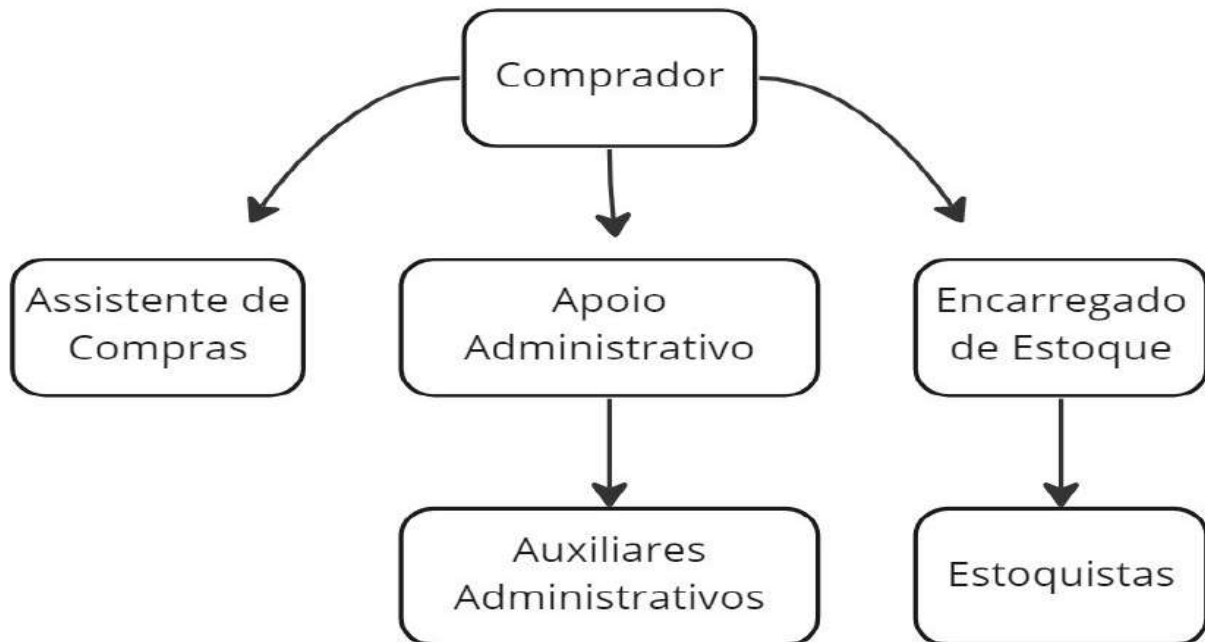 Comprador
Assistente de
Compras
Apoio
Administrativo
Encarregado
de Estoque
Auxiliares
Administrativos
Estoquistas